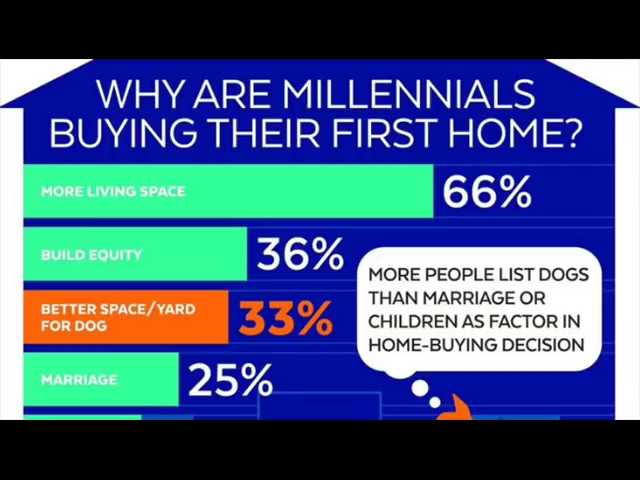 WHY ARE MILLENNIALS
BUYING THEIR FIRST HOME?
MORE LIVING SPACE
66%
BUILD EQUITY
36%
BETTER SPACE/YARD
FOR DOG
33%
MARRIAGE
25%
MORE PEOPLE LIST DOGS
THAN MARRIAGE OR
CHILDREN AS FACTOR IN
HOME-BUYING DECISION